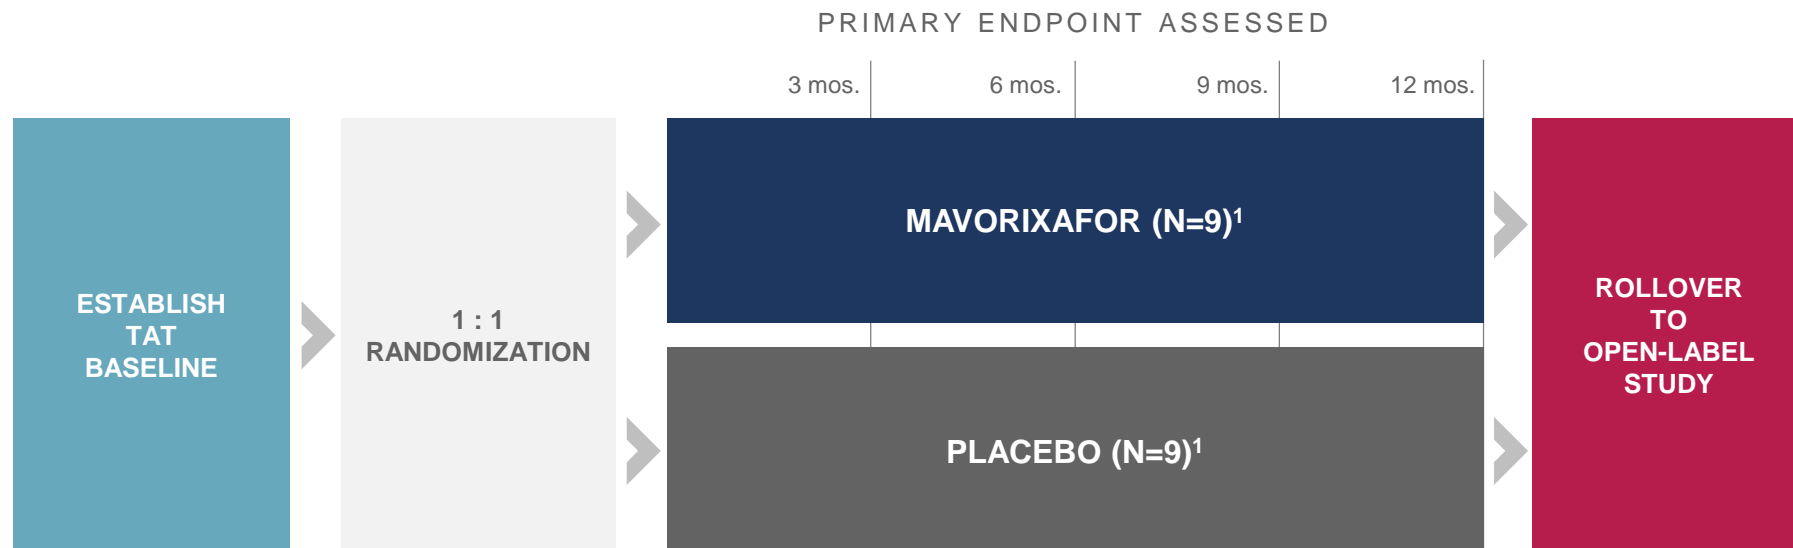 PRIMARY ENDPOINT ASSESSED
3 mos.
6 mos.
9 mos.
12 mos.
ESTABLISH
TAT
BASELINE
1 : 1
RANDOMIZATION
MAVORIXAFOR (N=9)¹
PLACEBO (N=9)¹
ROLLOVER
TO
OPEN-LABEL
STUDY